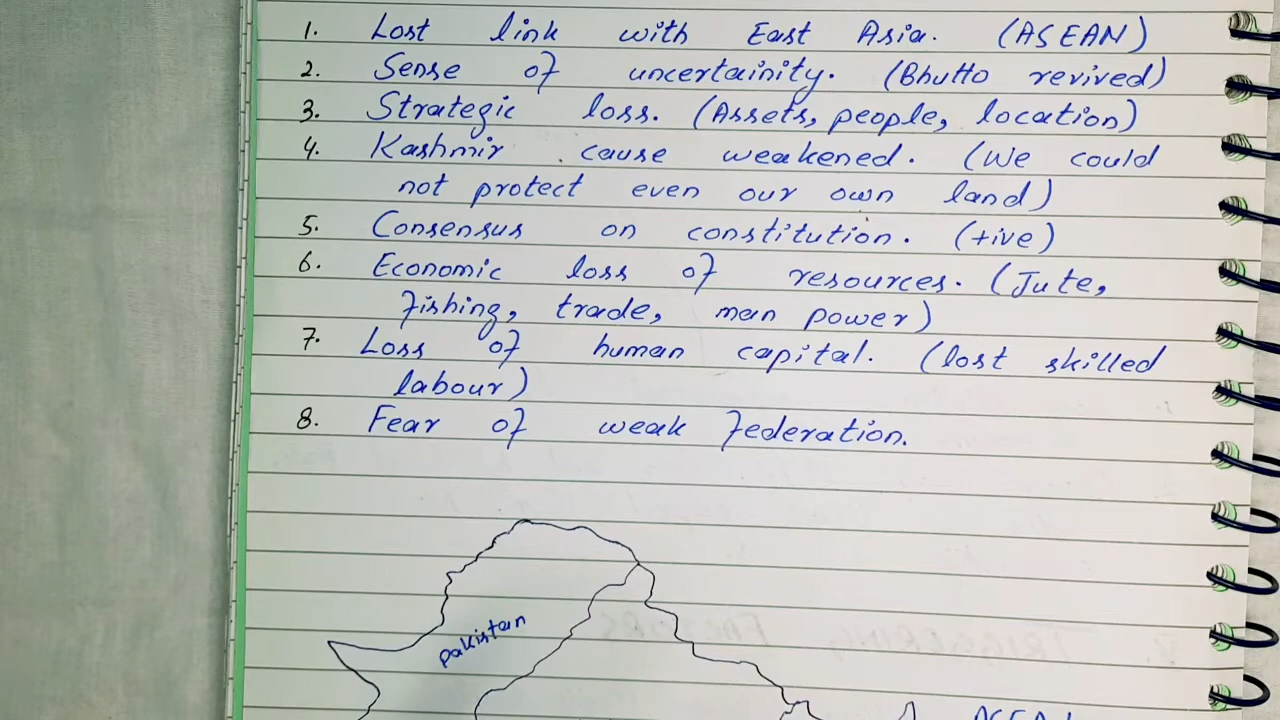 1. Lost link with East Asia. (ASEAN)
2. Sense of uncertainity. (Bhutto revived)
3. Strategic loss. (Assets, people, location)
4. Kashmir cause weakened. (We could
not protect even our own land)
5. Consensus on constitution. (+ive)
6. Economic loss of resources. (Jute,
fishing, trade, man power)
7. Loss of human capital. (lost skilled
labour)
8. Fear of weak federation.
pakistan